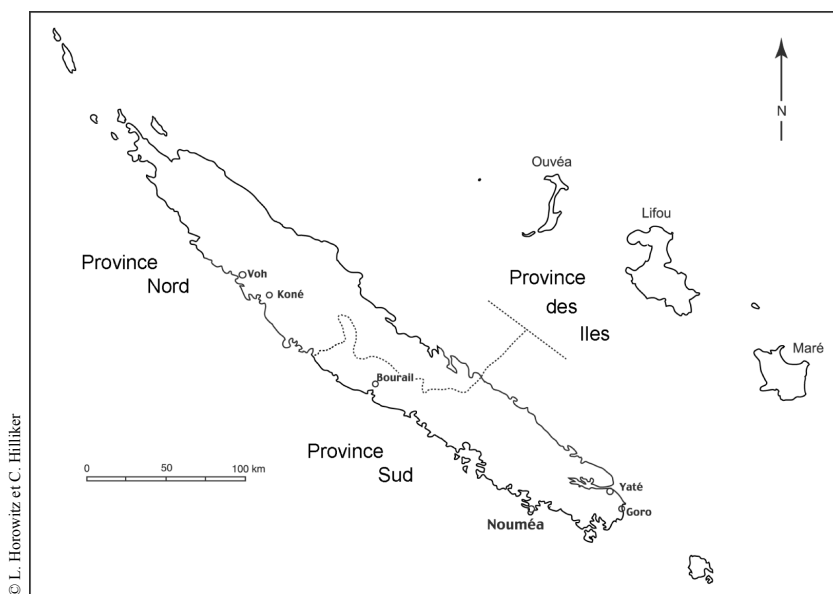 N
Ouvéa
Lifou
Province
Nord
Voh
Koné
Province
des
Iles
Maré
Bourail
Province
Sud
0 50 100 km
Yaté
Goro
Nouméa
© L. Horowitz et C. Hilliker